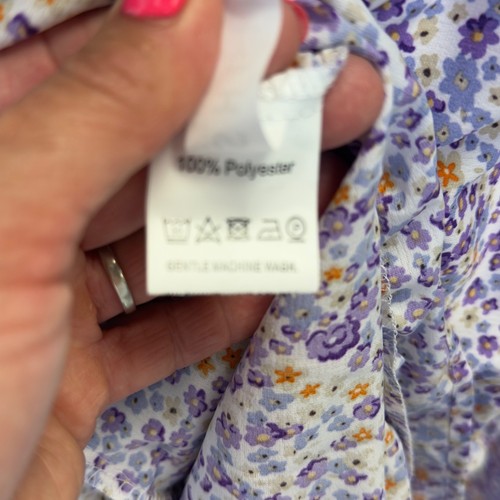 100% Polyester
GENTLE MACHINE WASH.